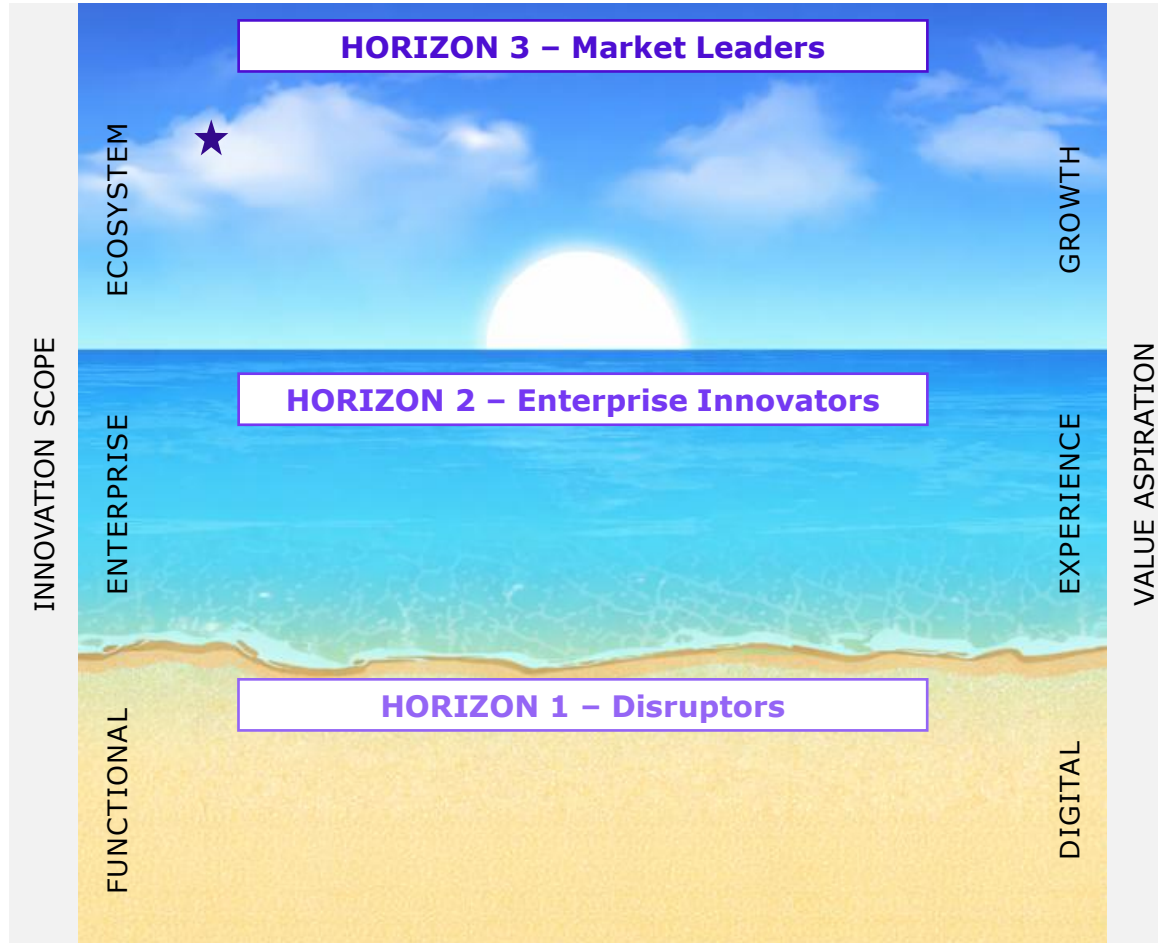 HORIZON 3 – Market Leaders
ECOSYSTEM
GROWTH
INNOVATION SCOPE
VALUE ASPIRATION
HORIZON 2 – Enterprise Innovators
ENTERPRISE
EXPERIENCE
HORIZON 1 – Disruptors
FUNCTIONAL
DIGITAL